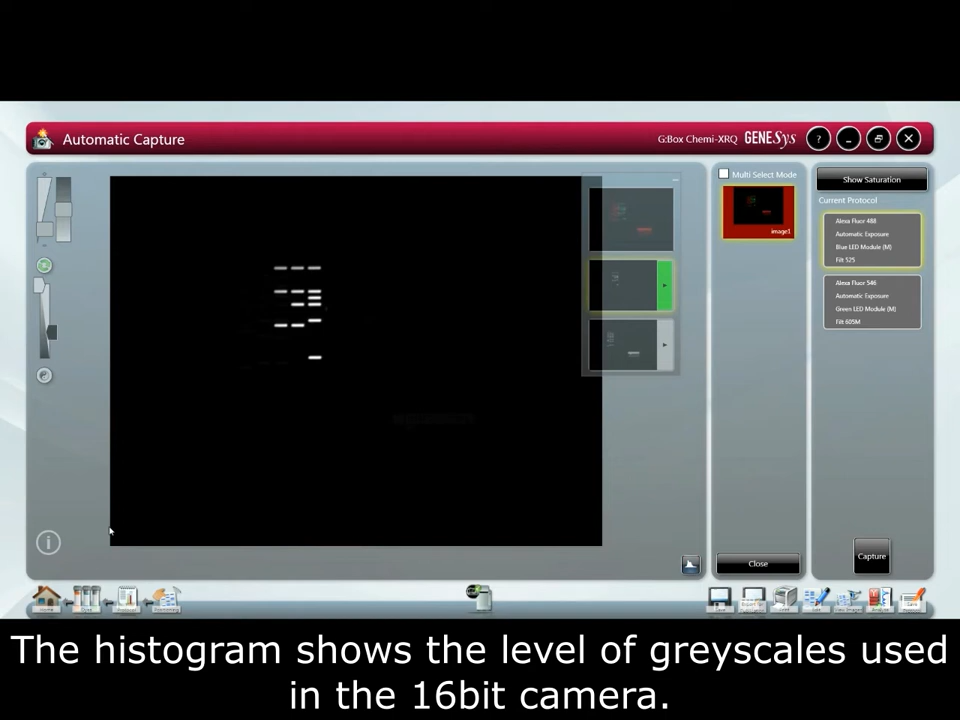 Automatic Capture
G:Box Chemi-XRQ GENESys
?
Multi Select Mode
image1
Show Saturation
Current Protocol
Alexa Fluor 488
Automatic Exposure
Blue LED Module (M)
Filt 525
Alexa Fluor 546
Automatic Exposure
Green LED Module (M)
Filt 605M
Capture
Close
Home
Save
The histogram shows the level of greyscales used
in the 16bit camera.